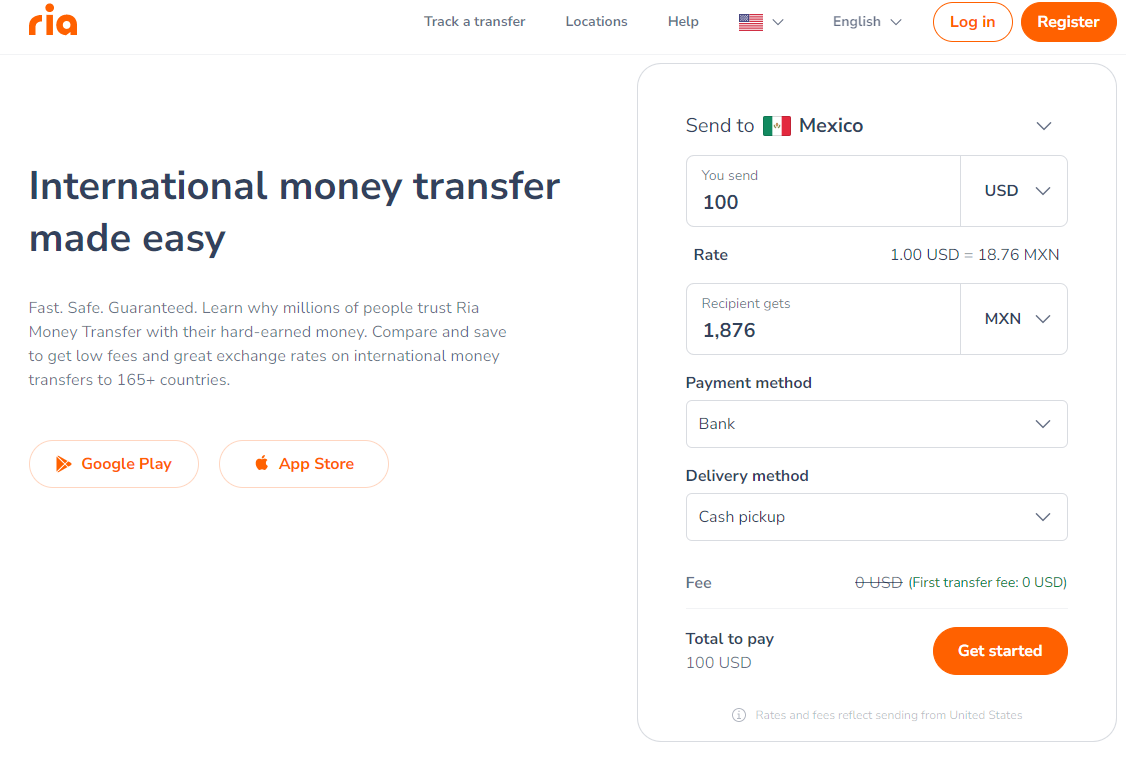 ria
Track a transfer
Locations
Help
English
Log in
Register
International money transfer
made easy
Fast. Safe. Guaranteed. Learn why millions of people trust Ria
Money Transfer with their hard-earned money. Compare and save
to get low fees and great exchange rates on international money
transfers to 165+ countries.
Google Play
App Store
Send to Mexico
You send
100
USD
Rate
1.00 USD = 18.76 MXN
Recipient gets
1,876
MXN
Payment method
Bank
Delivery method
Cash pickup
Fee
0 USD (First transfer fee: 0 USD)
Total to pay
100 USD
Get started
Rates and fees reflect sending from United States